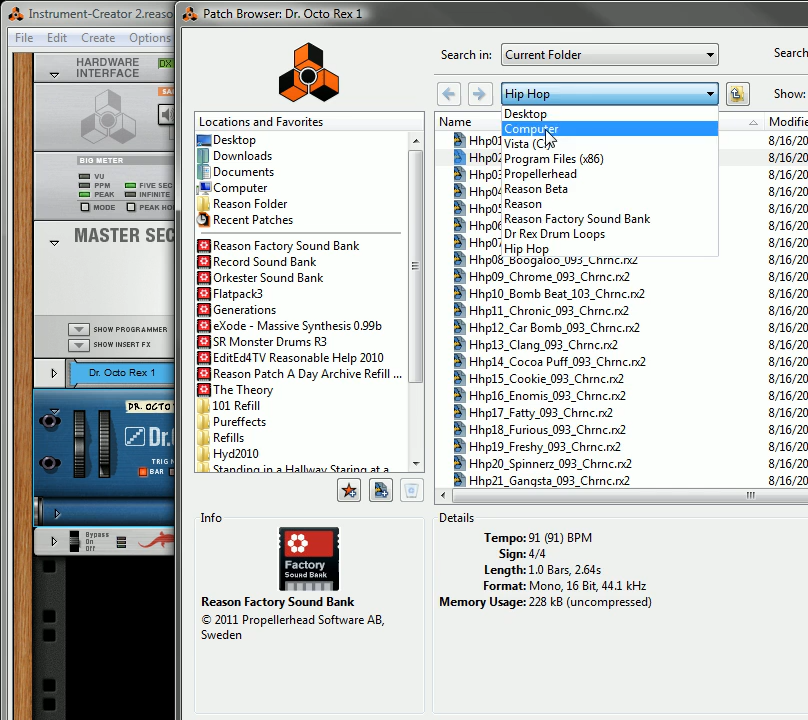 Instrument-Creator 2.reaso
File Edit Create Options
HARDWARE
INTERFACE
BIG METER
VU
PPM
PEAK
FIVE SEC
INFINITE
MODE
PEAK HO
MASTER SEC
SHOW PROGRAMMER
SHOW INSERT FX
Dr. Octo Rex 1
DR. OCTO
Dr.
TRIG N
BAR
Bypass
On
Off
Patch Browser: Dr. Octo Rex 1
Search in: Current Folder
Search
Hip Hop
Show:
Locations and Favorites
Desktop
Downloads
Documents
Computer
Reason Folder
Recent Patches
Reason Factory Sound Bank
Record Sound Bank
Orkester Sound Bank
Flatpack3
Generations
eXode - Massive Synthesis 0.99b
SR Monster Drums R3
EditEd4TV Reasonable Help 2010
Reason Patch A Day Archive Refill ...
The Theory
101 Refill
Pureffects
Refills
Hyd2010
Standing in a Hallway Staring at a
Name
Modifie
Desktop
Computer
Vista (C:)
Program Files (x86)
Propellerhead
Reason Beta
Reason
Reason Factory Sound Bank
Dr Rex Drum Loops
Hip Hop
Hhp01 8/16/20
Hhp02 8/16/20
Hhp03 8/16/20
Hhp04 8/16/20
Hhp05 8/16/20
Hhp06 8/16/20
Hhp07 8/16/20
Hhp08_Boogaloo_093_Chrnc.rx2 8/16/20
Hhp09_Chrome_093_Chrnc.rx2 8/16/20
Hhp10_Bomb Beat_103_Chrnc.rx2 8/16/20
Hhp11_Chronic_093_Chrnc.rx2 8/16/20
Hhp12_Car Bomb_093_Chrnc.rx2 8/16/20
Hhp13_Clang_093_Chrnc.rx2 8/16/20
Hhp14_Cocoa Puff_093_Chrnc.rx2 8/16/20
Hhp15_Cookie_093_Chrnc.rx2 8/16/20
Hhp16_Enomis_093_Chrnc.rx2 8/16/20
Hhp17_Fatty_093_Chrnc.rx2 8/16/20
Hhp18_Furious_093_Chrnc.rx2 8/16/20
Hhp19_Freshy_093_Chrnc.rx2 8/16/20
Hhp20_Spinnerz_093_Chrnc.rx2 8/16/20
Hhp21_Gangsta_093_Chrnc.rx2 8/16/20
Info
Factory
Sound Bank
Reason Factory Sound Bank
© 2011 Propellerhead Software AB,
Sweden
Details
Tempo: 91 (91) BPM
Sign: 4/4
Length: 1.0 Bars, 2.64s
Format: Mono, 16 Bit, 44.1 kHz
Memory Usage: 228 kB (uncompressed)